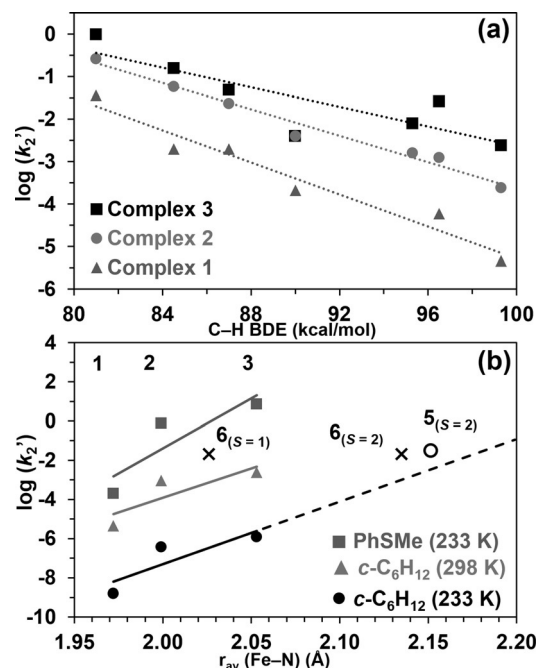 (a)
0
-1
-2
-3
-4
-5
-6
log (k₂')
Complex 3
Complex 2
Complex 1
80 84 88 92 96 100
C–H BDE (kcal/mol)
(b)
4
2
0
-2
-4
-6
-8
-10
log (k₂')
1 2 3
6(S = 1) 6(S = 2) 5(S = 2)
PhSMe (233 K)
c-C₆H₁₂ (298 K)
c-C₆H₁₂ (233 K)
1.95 2.00 2.05 2.10 2.15 2.20
rav (Fe–N) (Å)